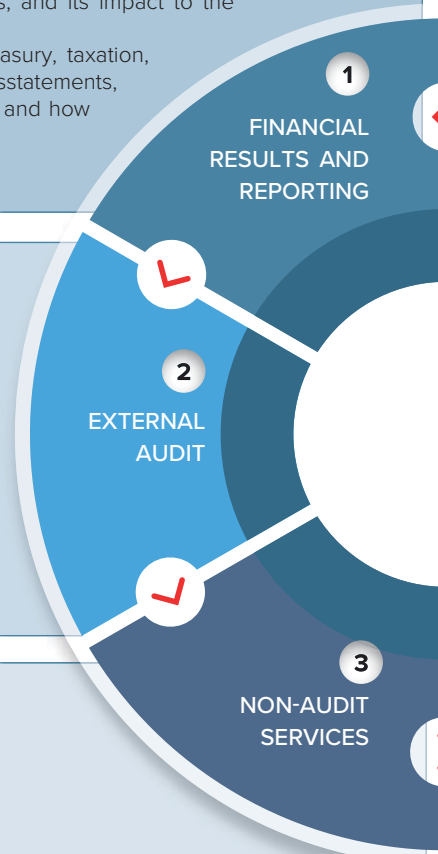 s, and its impact to the
asury, taxation,
sstatements,
and how
1
FINANCIAL
RESULTS AND
REPORTING
2
EXTERNAL
AUDIT
3
NON-AUDIT
SERVICES